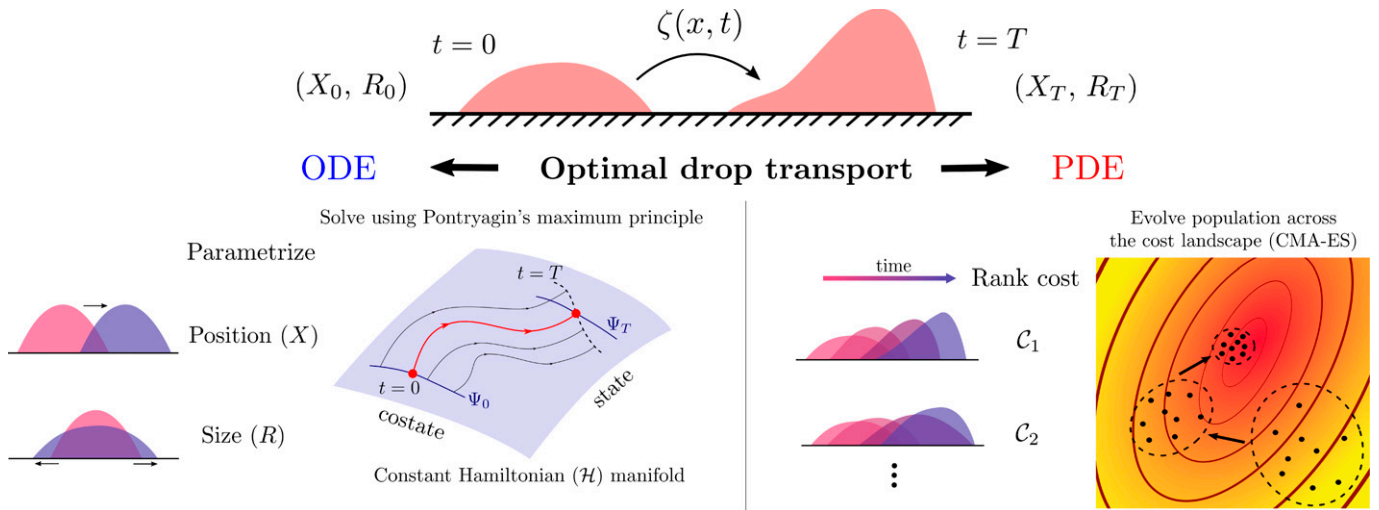 ζ(x, t)
t = 0
t = T
(X₀, R₀)
(X_T, R_T)
ODE
Optimal drop transport
PDE
Solve using Pontryagin's maximum principle
Parametrize
t = T
Position (X)
Ψ_T
t = 0
Ψ₀
state
costate
Size (R)
Constant Hamiltonian (ℋ) manifold
Evolve population across
the cost landscape (CMA-ES)
time
Rank cost
𝒞₁
𝒞₂